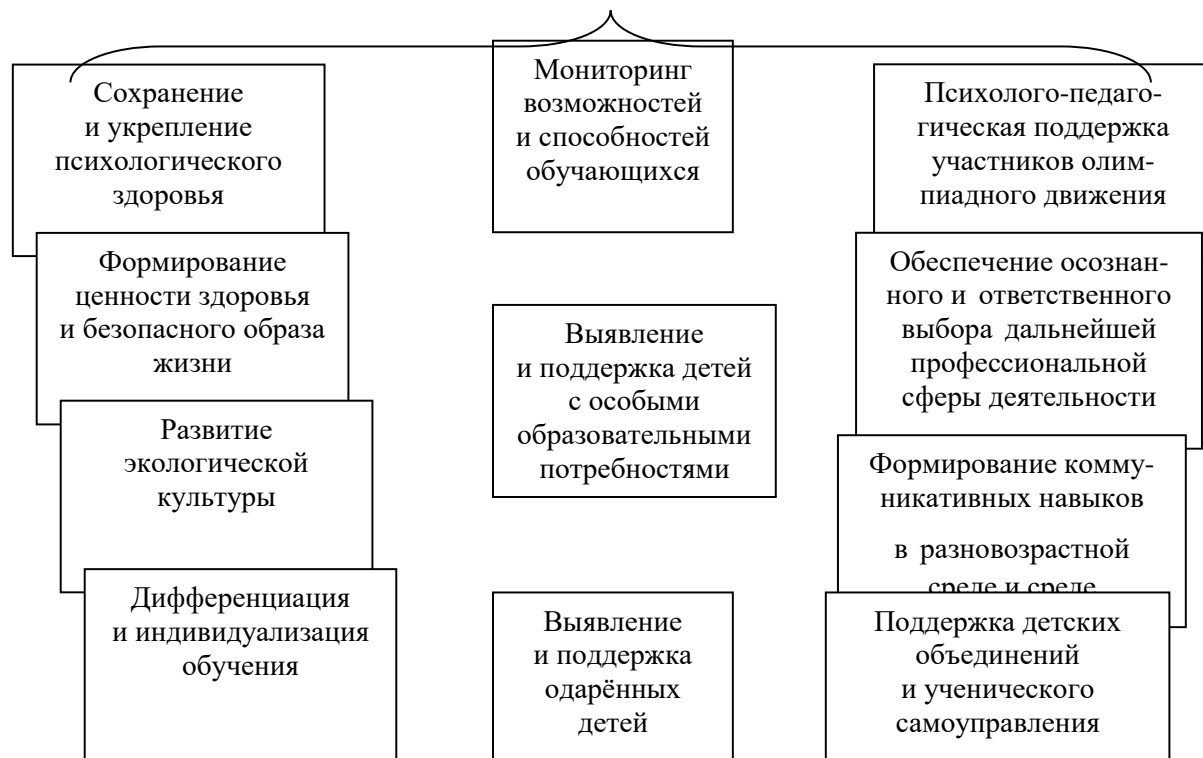 Сохранение
и укрепление
психологического
здоровья
Формирование
ценности здоровья
и безопасного образа
жизни
Развитие
экологической
культуры
Дифференциация
и индивидуализация
обучения
Мониторинг
возможностей
и способностей
обучающихся
Выявление
и поддержка детей
с особыми
образовательными
потребностями
Выявление
и поддержка
одарённых
детей
Психолого-педаго-
гическая поддержка
участников олим-
пиадного движения
Обеспечение осознан-
ного и ответственного
выбора дальнейшей
профессиональной
сферы деятельности
Формирование комму-
никативных навыков
в разновозрастной
среде и среде
Поддержка детских
объединений
и ученического
самоуправления